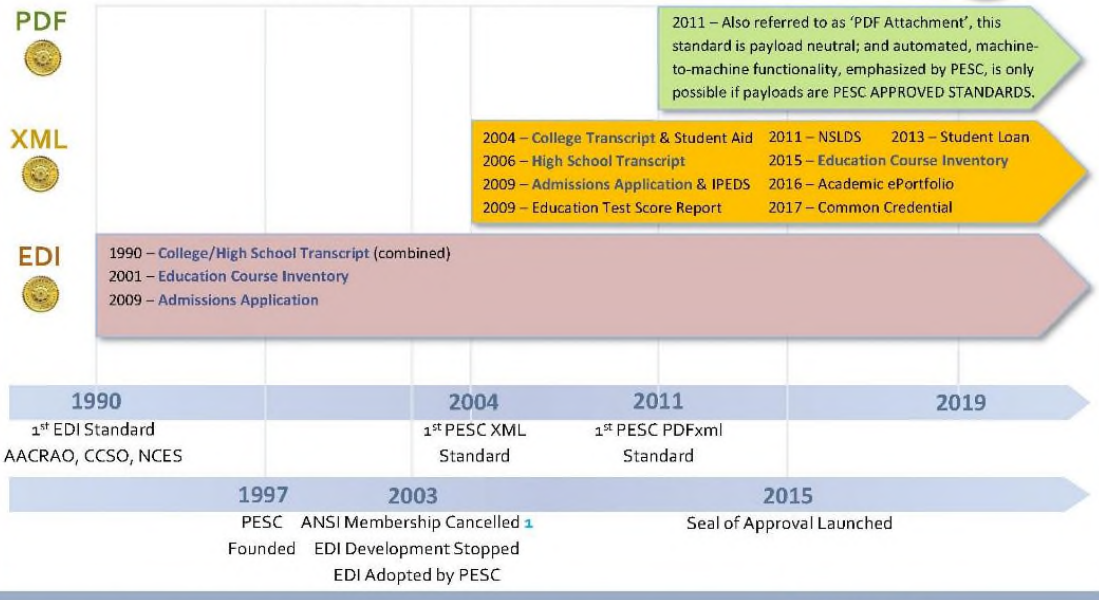 PDF
2011 – Also referred to as ‘PDF Attachment’, this
standard is payload neutral; and automated, machine-
to-machine functionality, emphasized by PESC, is only
possible if payloads are PESC APPROVED STANDARDS.
XML
2004 – College Transcript & Student Aid
2006 – High School Transcript
2009 – Admissions Application & IPEDS
2009 – Education Test Score Report
2011 – NSLDS 2013 – Student Loan
2015 – Education Course Inventory
2016 – Academic ePortfolio
2017 – Common Credential
EDI
1990 – College/High School Transcript (combined)
2001 – Education Course Inventory
2009 – Admissions Application
1990 2004 2011 2019
1st EDI Standard
AACRAO, CCSO, NCES
1st PESC XML
Standard
1st PESC PDFxml
Standard
1997 2003 2015
PESC
Founded
ANSI Membership Cancelled 1
EDI Development Stopped
EDI Adopted by PESC
Seal of Approval Launched